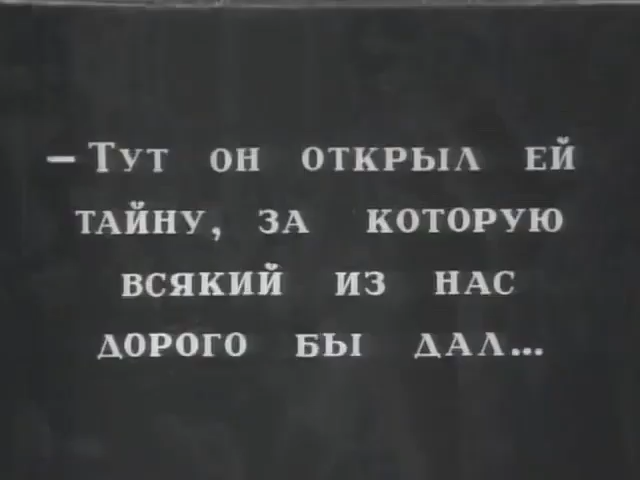 – Тут он открыл ей
тайну, за которую
всякий из нас
дорого бы дал...